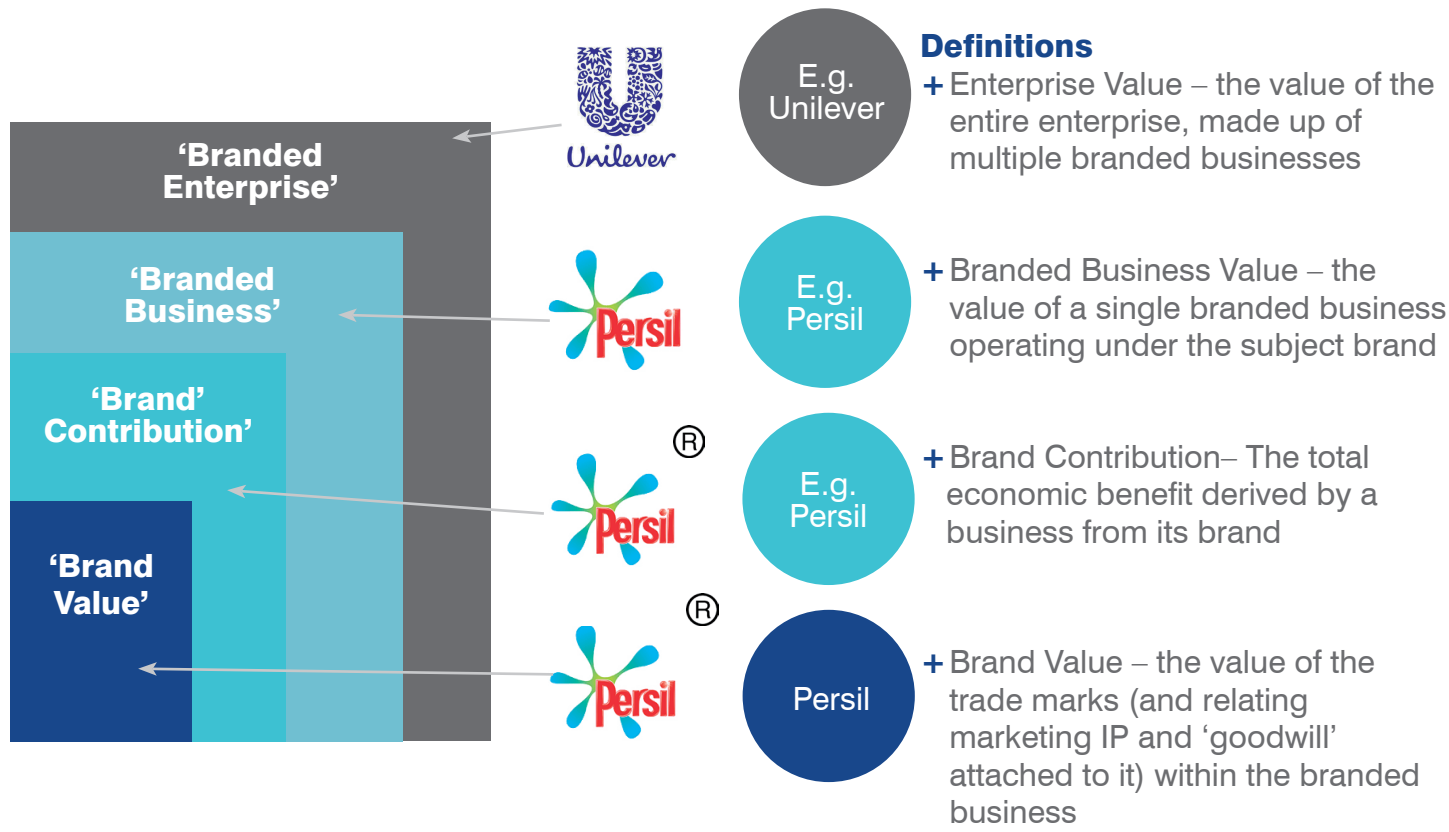 ‘Branded
Enterprise’
‘Branded
Business’
‘Brand’
Contribution’
‘Brand
Value’
Unilever
Persil
®
Persil
®
Persil
E.g.
Unilever
E.g.
Persil
E.g.
Persil
Persil
Definitions
+ Enterprise Value – the value of the
entire enterprise, made up of
multiple branded businesses
+ Branded Business Value – the
value of a single branded business
operating under the subject brand
+ Brand Contribution– The total
economic benefit derived by a
business from its brand
+ Brand Value – the value of the
trade marks (and relating
marketing IP and ‘goodwill’
attached to it) within the branded
business